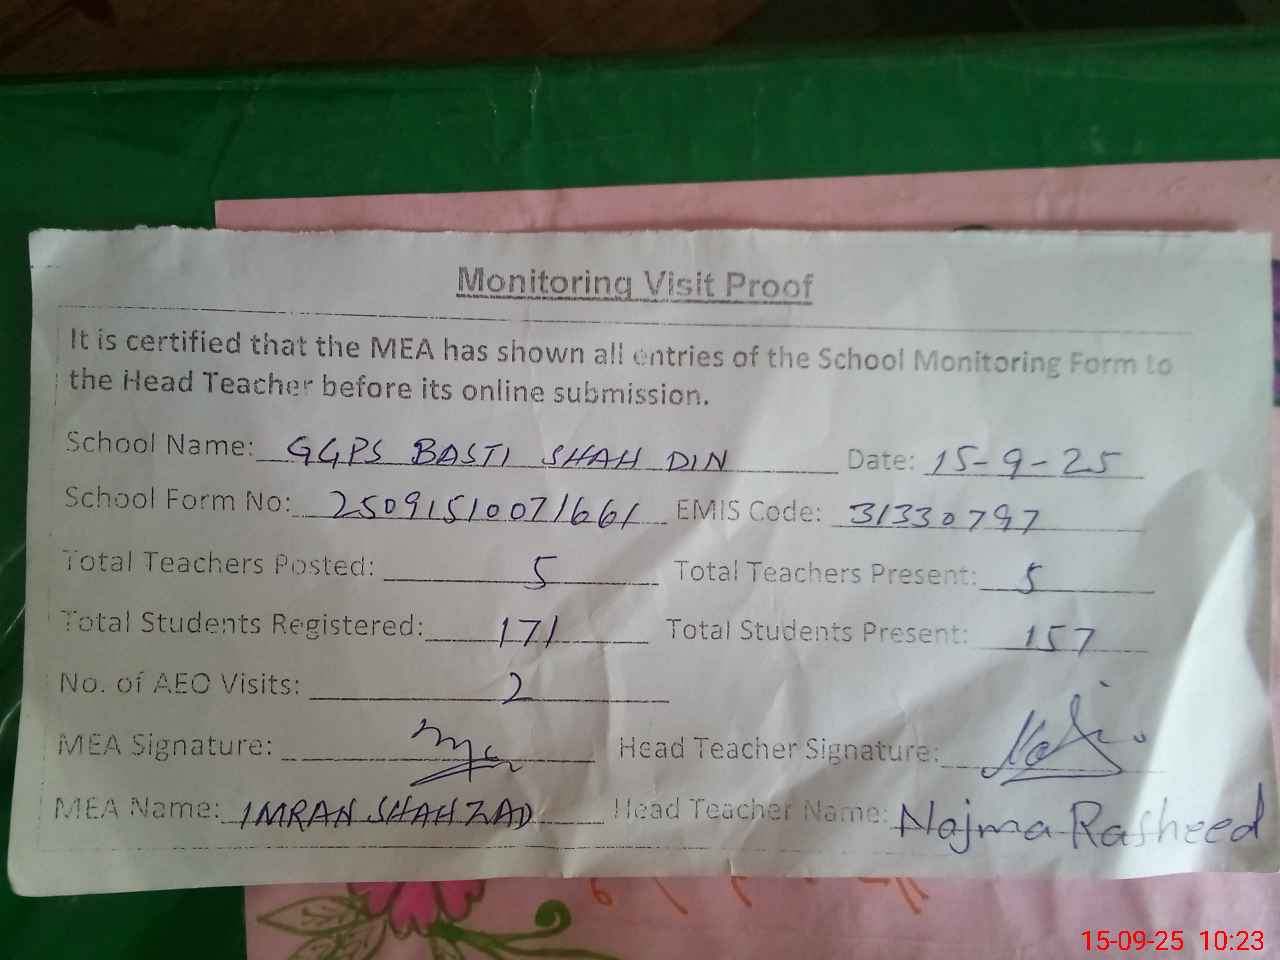 Monitoring Visit Proof
It is certified that the MEA has shown all entries of the School Monitoring Form to
the Head Teacher before its online submission.
School Name: GGPS BASTI SHAH DIN Date: 15-9-25
School Form No: 25091510071661 EMIS Code: 31330797
Total Teachers Posted: 5 Total Teachers Present: 5
Total Students Registered: 171 Total Students Present: 157
No. of AEO Visits: 2
MEA Signature: Head Teacher Signature:
MEA Name: IMRAN SHAHZAD Head Teacher Name: Najma Rasheed
15-09-25 10:23